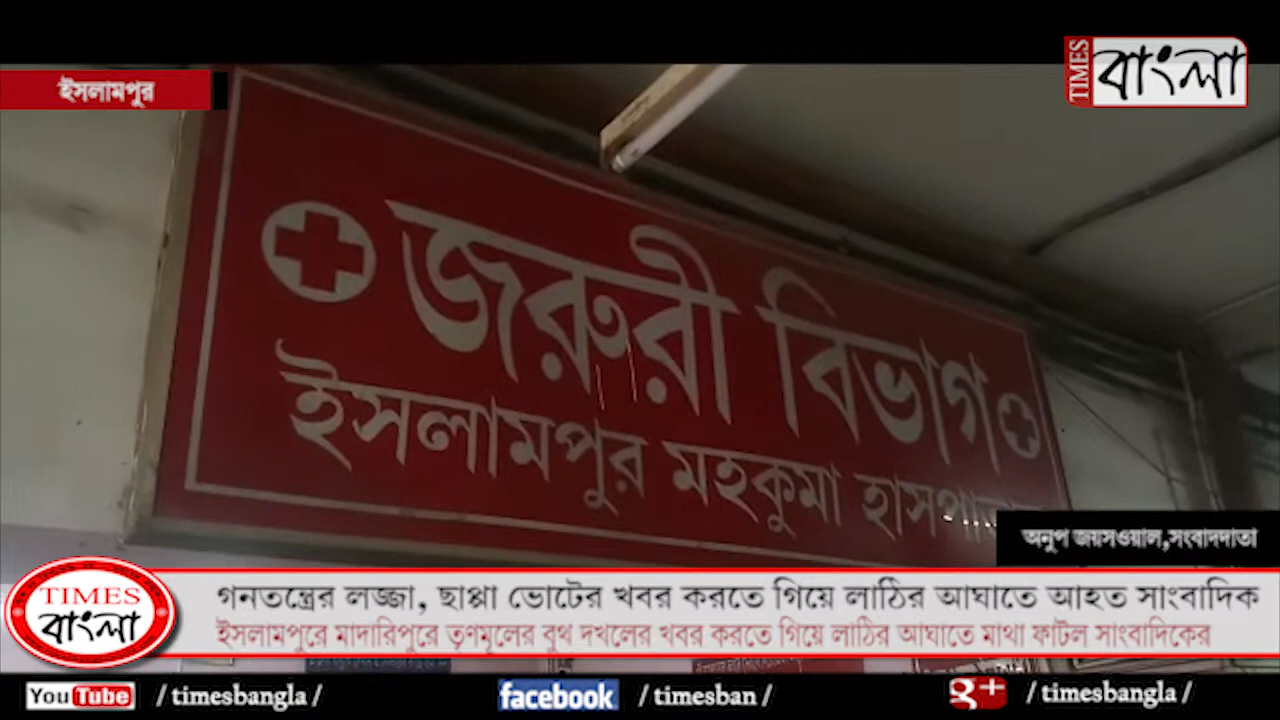 ইসলামপুর
TIMES বাংলা
জরুরী বিভাগ
ইসলামপুর মহকুমা
অনুপ জয়সওয়াল,সংবাদদাতা
TIMES
বাংলা
গনতন্ত্রের লজ্জা, ছাপ্পা ভোটের খবর করতে গিয়ে লাঠির আঘাতে আহত সাংবাদিক
ইসলামপুরে মাদারিপুরে তৃণমূলের বুথ দখলের খবর করতে গিয়ে লাঠির আঘাতে মাথা ফাটল সাংবাদিকের
YouTube / timesbangla /
facebook / timesban /
g+ / timesbangla /